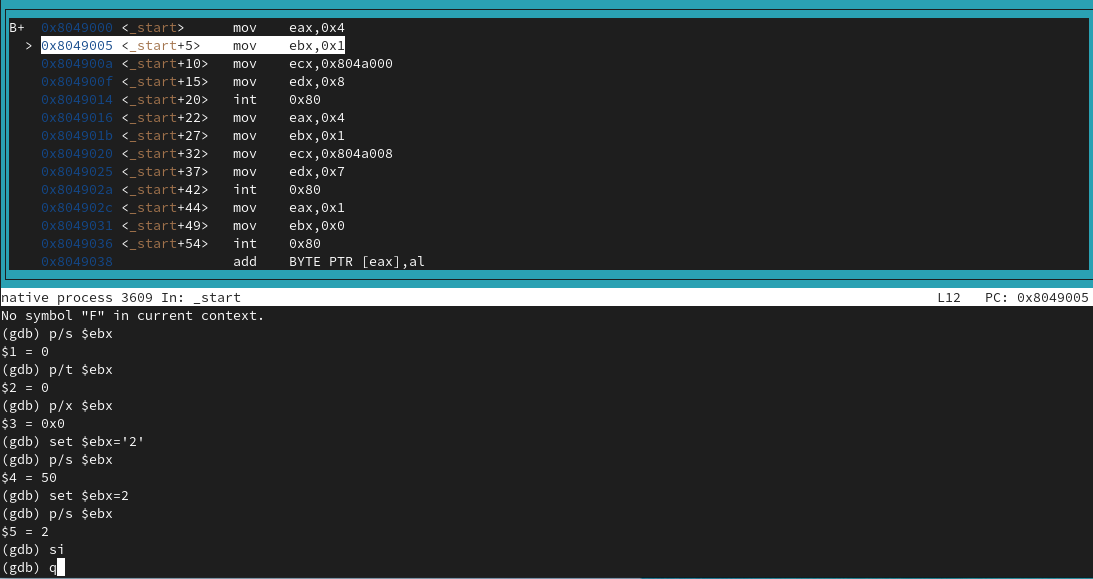 B+ 0x8049000 <_start> mov eax,0x4
> 0x8049005 <_start+5> mov ebx,0x1
0x804900a <_start+10> mov ecx,0x804a000
0x804900f <_start+15> mov edx,0x8
0x8049014 <_start+20> int 0x80
0x8049016 <_start+22> mov eax,0x4
0x804901b <_start+27> mov ebx,0x1
0x8049020 <_start+32> mov ecx,0x804a008
0x8049025 <_start+37> mov edx,0x7
0x804902a <_start+42> int 0x80
0x804902c <_start+44> mov eax,0x1
0x8049031 <_start+49> mov ebx,0x0
0x8049036 <_start+54> int 0x80
0x8049038 add BYTE PTR [eax],al
native process 3609 In: _start L12 PC: 0x8049005
No symbol "F" in current context.
(gdb) p/s $ebx
$1 = 0
(gdb) p/t $ebx
$2 = 0
(gdb) p/x $ebx
$3 = 0x0
(gdb) set $ebx='2'
(gdb) p/s $ebx
$4 = 50
(gdb) set $ebx=2
(gdb) p/s $ebx
$5 = 2
(gdb) si
(gdb) q